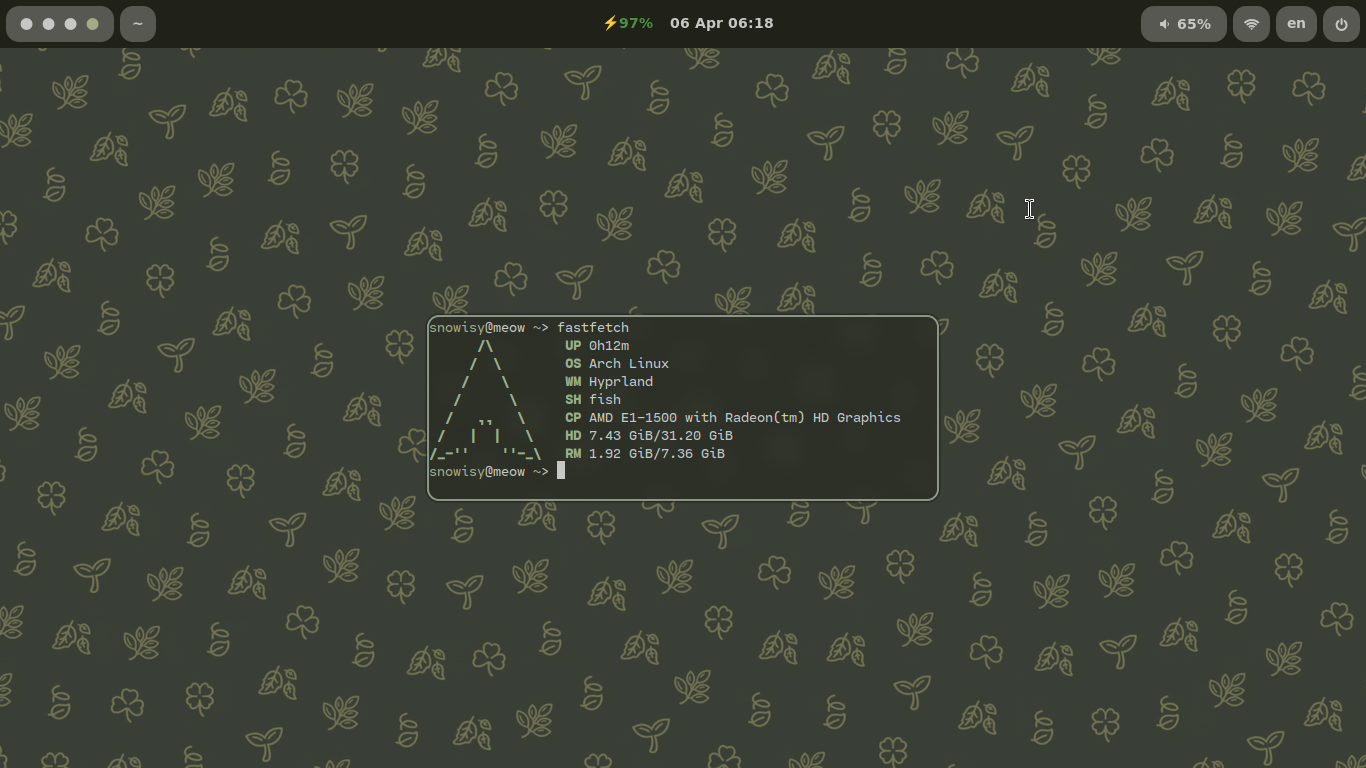 ~
⚡97% 06 Apr 06:18
65%
en
snowisy@meow ~> fastfetch
UP 0h12m
OS Arch Linux
WM Hyprland
SH fish
CP AMD E1-1500 with Radeon(tm) HD Graphics
HD 7.43 GiB/31.20 GiB
RM 1.92 GiB/7.36 GiB
snowisy@meow ~>